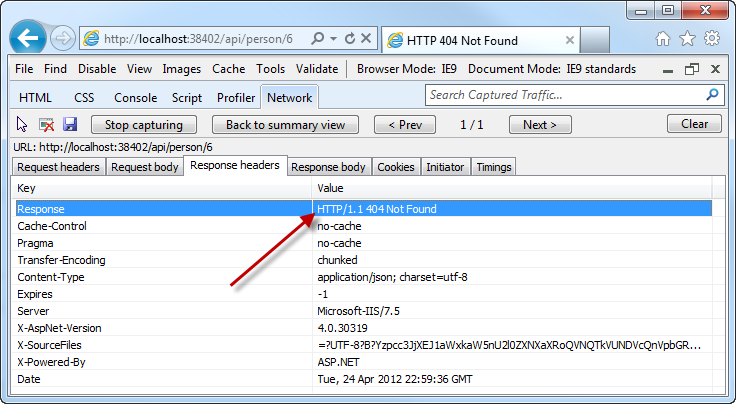 http://localhost:38402/api/person/6
HTTP 404 Not Found
File Find Disable View Images Cache Tools Validate Browser Mode: IE9 Document Mode: IE9 standards
HTML CSS Console Script Profiler Network Search Captured Traffic...
Stop capturing Back to summary view < Prev 1 / 1 Next > Clear
URL: http://localhost:38402/api/person/6
Request headers Request body Response headers Response body Cookies Initiator Timings
Key Value
Response HTTP/1.1 404 Not Found
Cache-Control no-cache
Pragma no-cache
Transfer-Encoding chunked
Content-Type application/json; charset=utf-8
Expires -1
Server Microsoft-IIS/7.5
X-AspNet-Version 4.0.30319
X-SourceFiles =?UTF-8?B?Yzpcc3JjXEJ1aWxkaW5nU2l0ZXNXaXRoQVNQTkVUNDVcQnVpbGR...
X-Powered-By ASP.NET
Date Tue, 24 Apr 2012 22:59:36 GMT